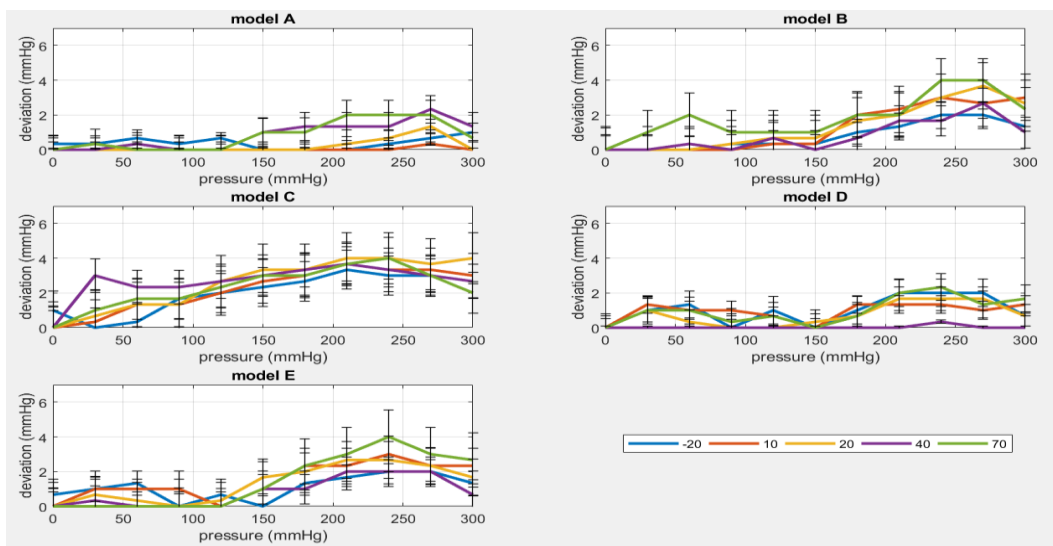 model A
6
4
2
0
deviation (mmHg)
0 50 100 150 200 250 300
pressure (mmHg)
model B
6
4
2
0
deviation (mmHg)
0 50 100 150 200 250 300
pressure (mmHg)
model C
6
4
2
0
deviation (mmHg)
0 50 100 150 200 250 300
pressure (mmHg)
model D
6
4
2
0
deviation (mmHg)
0 50 100 150 200 250 300
pressure (mmHg)
model E
6
4
2
0
deviation (mmHg)
0 50 100 150 200 250 300
pressure (mmHg)
-20 10 20 40 70